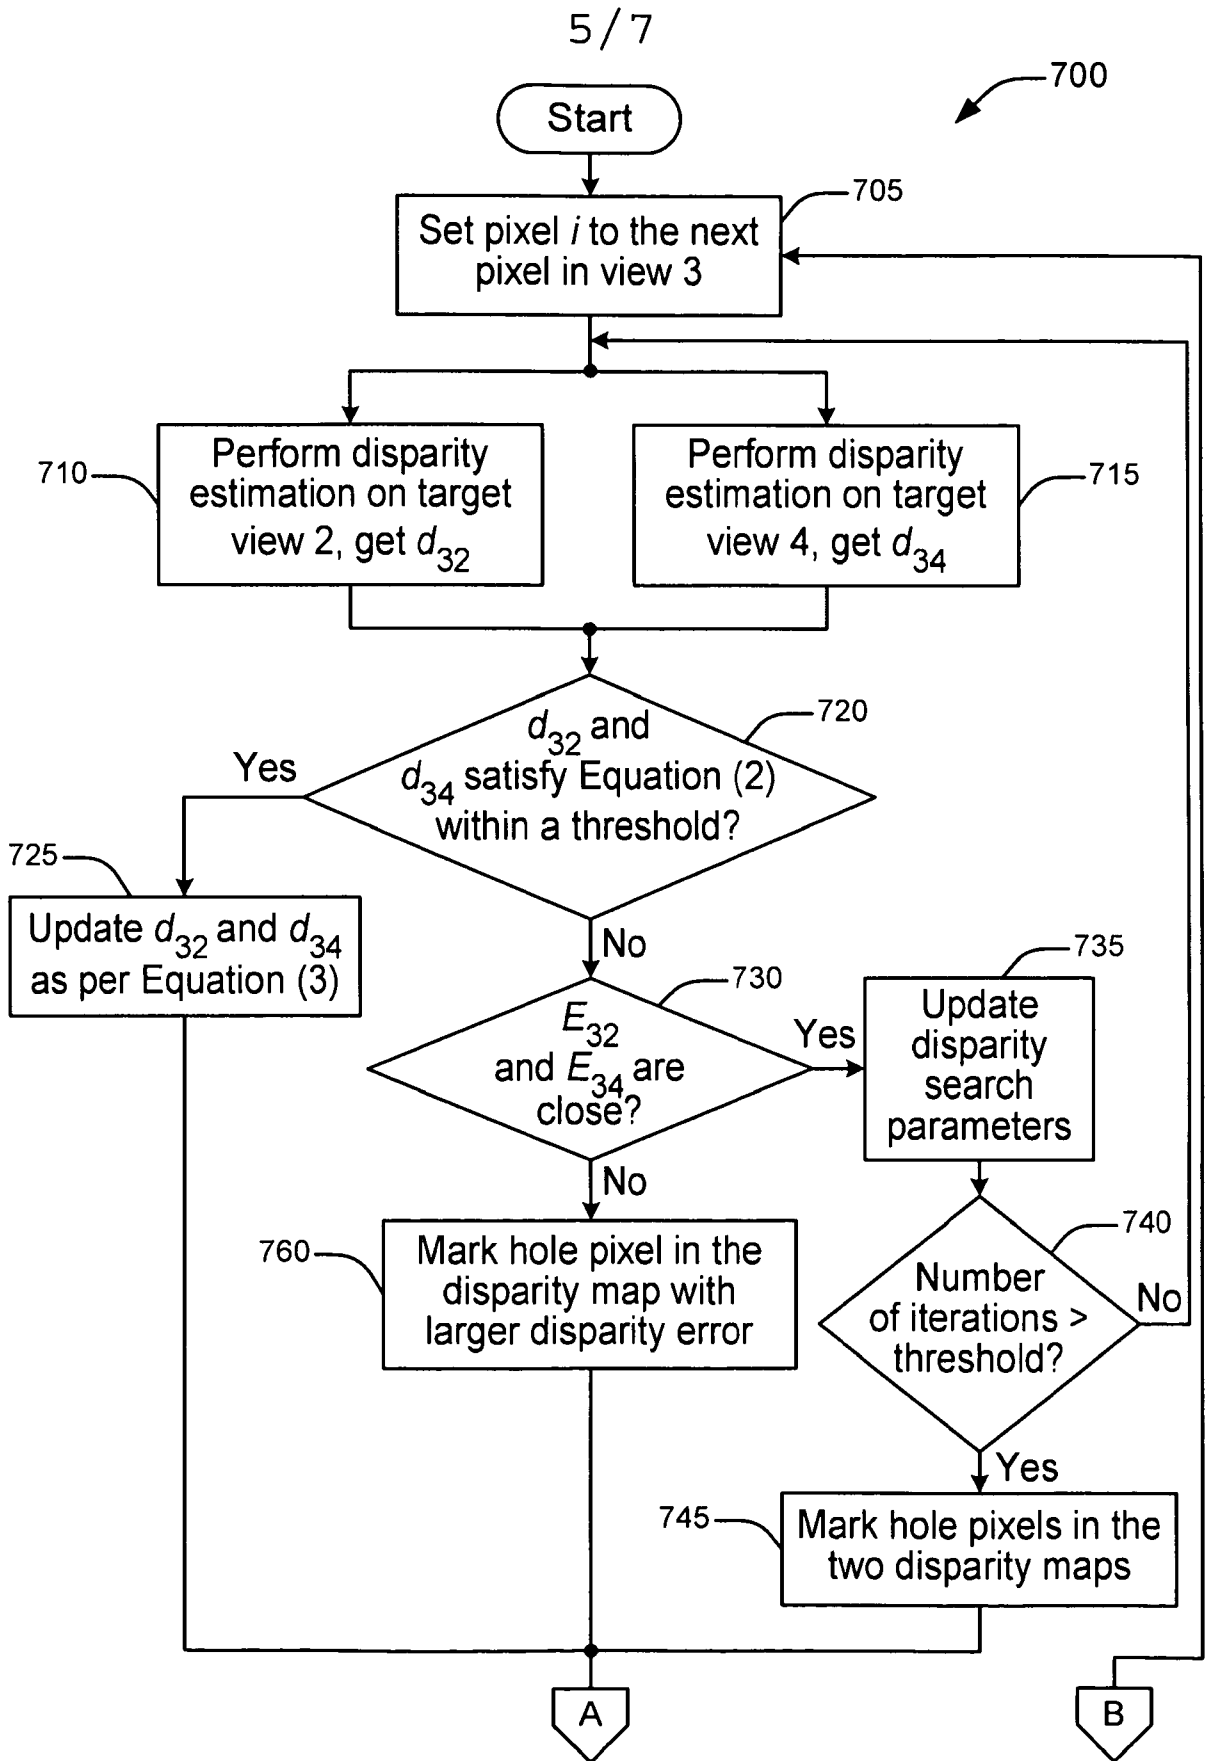 5/7
700
Start
705
Set pixel i to the next
pixel in view 3
710
Perform disparity
estimation on target
view 2, get d32
Perform disparity
estimation on target
view 4, get d34
715
720
d32 and
d34 satisfy Equation (2)
within a threshold?
Yes
725
Update d32 and d34
as per Equation (3)
No
730
E32
and E34 are
close?
Yes
735
Update
disparity
search
parameters
No
760
Mark hole pixel in the
disparity map with
larger disparity error
740
Number
of iterations >
threshold?
No
Yes
745
Mark hole pixels in the
two disparity maps
A
B